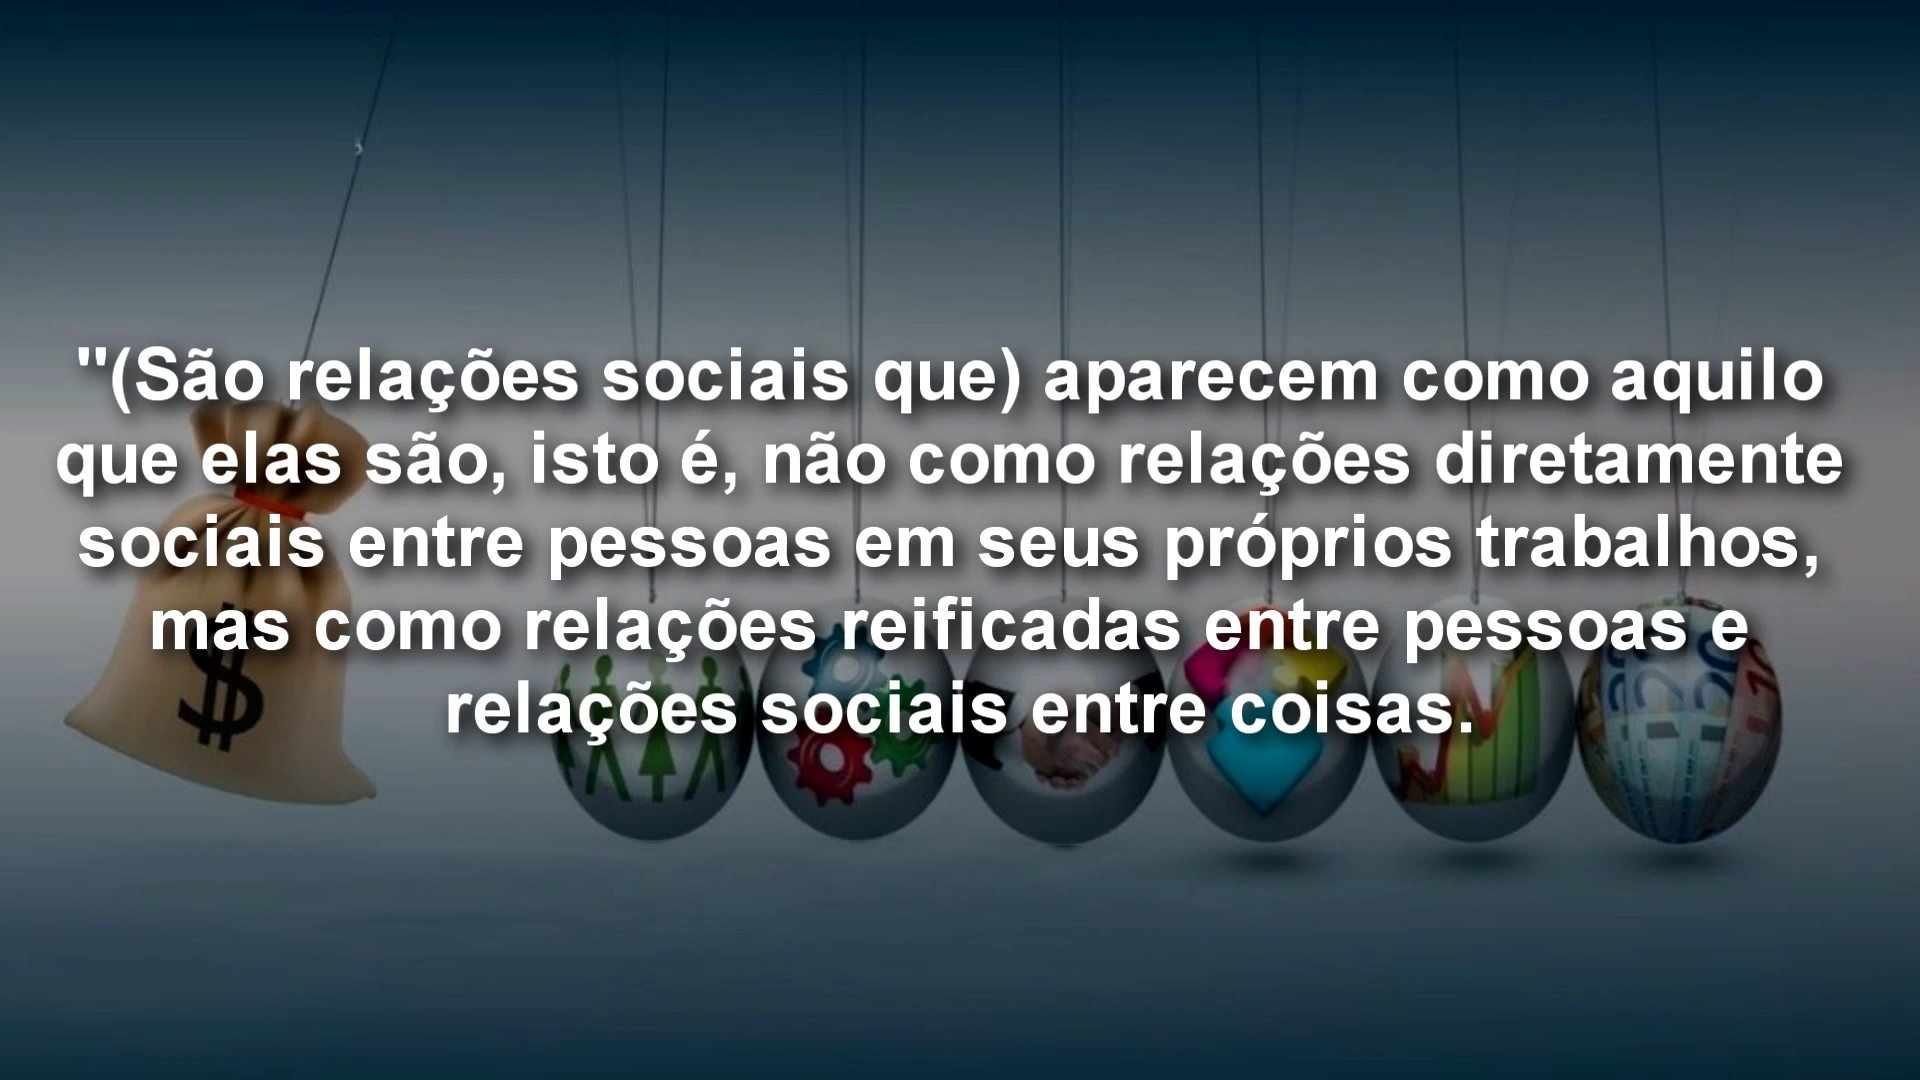 "(São relações sociais que) aparecem como aquilo
que elas são, isto é, não como relações diretamente
sociais entre pessoas em seus próprios trabalhos,
mas como relações reificadas entre pessoas e
relações sociais entre coisas.
$